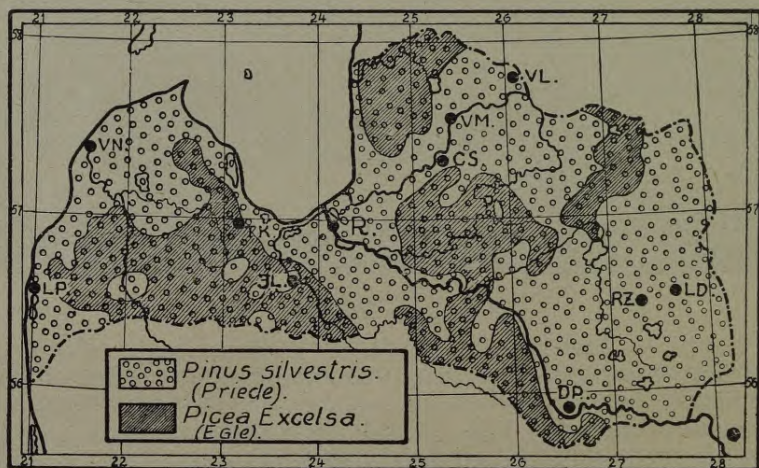 21 22 23 24 25 26 27 28
58
58
VL.
VM.
VN.
CS.
57
57
TK.
R.
LP.
JL.
RZ.
LD.
56
56
DP.
Pinus silvestris.
(Priede).
Picea Excelsa.
(Egle).
21 22 23 24 25 26 27 28